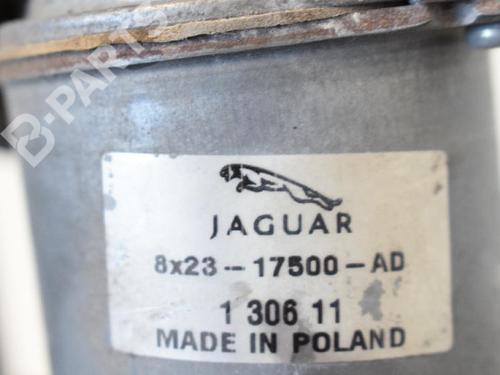 B-PARTS
JAGUAR
8x23-17500-AD
1 306 11
MADE IN POLAND